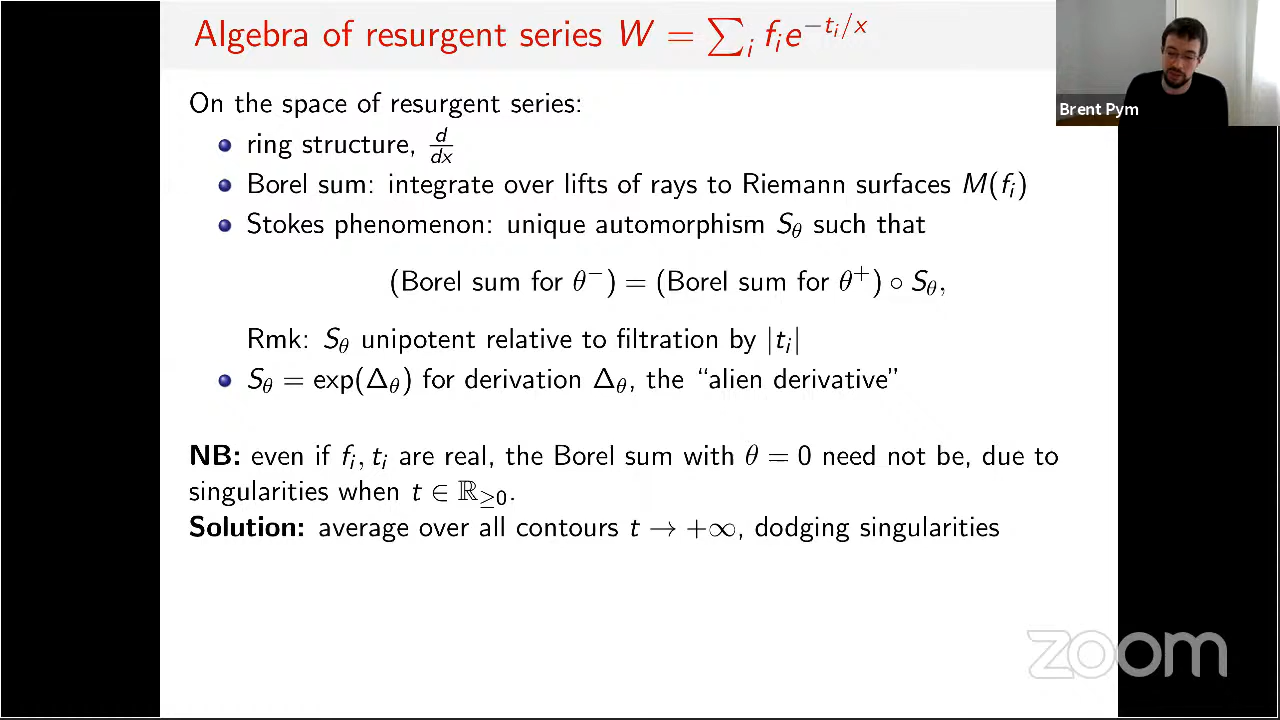 Algebra of resurgent series W = ∑ᵢ fᵢe^{−tᵢ/x}
Brent Pym
On the space of resurgent series:
ring structure, d/dx
Borel sum: integrate over lifts of rays to Riemann surfaces M(fᵢ)
Stokes phenomenon: unique automorphism S_θ such that
(Borel sum for θ⁻) = (Borel sum for θ⁺) ∘ S_θ,
Rmk: S_θ unipotent relative to filtration by |tᵢ|
S_θ = exp(Δ_θ) for derivation Δ_θ, the “alien derivative”
NB: even if fᵢ, tᵢ are real, the Borel sum with θ = 0 need not be, due to
singularities when t ∈ ℝ_{≥0}.
Solution: average over all contours t → +∞, dodging singularities
zoom